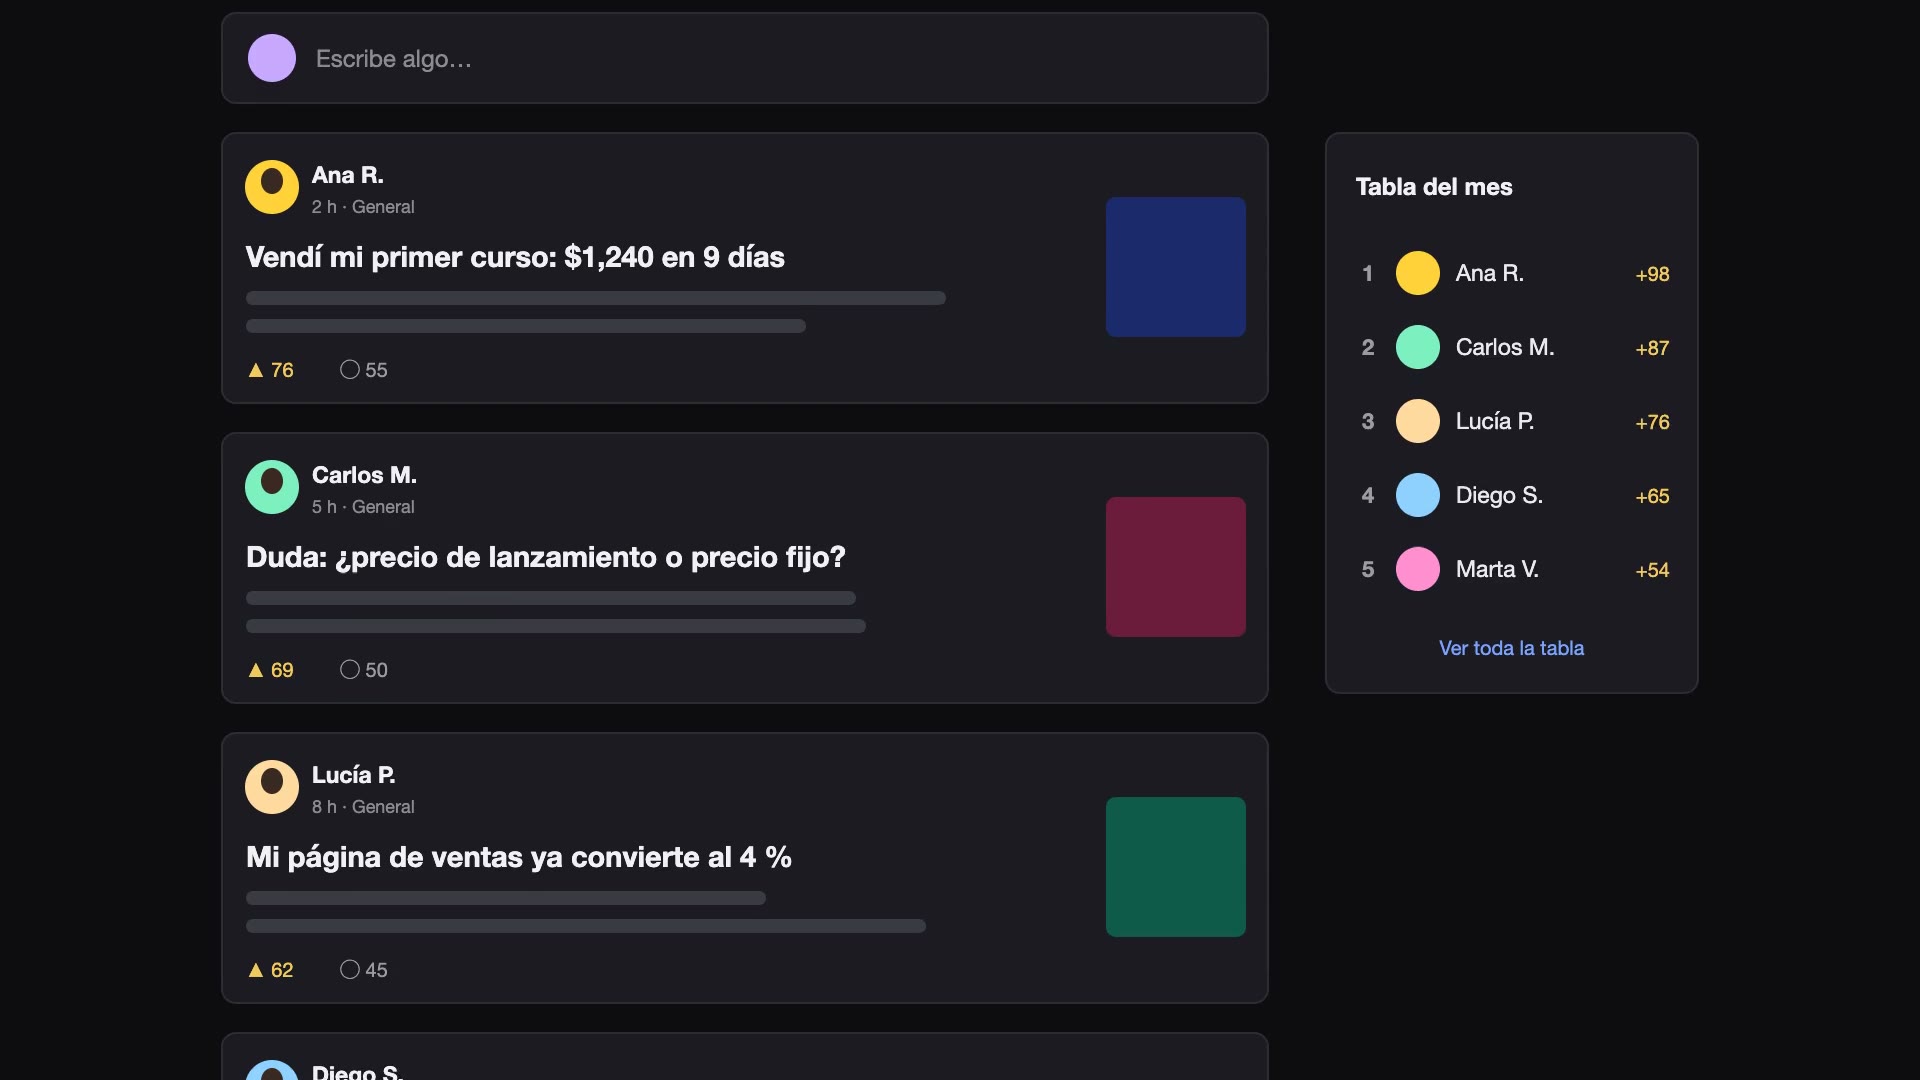 Escribe algo…
Ana R.
2 h · General
Vendí mi primer curso: $1,240 en 9 días
▲ 76 ◯ 55
Carlos M.
5 h · General
Duda: ¿precio de lanzamiento o precio fijo?
▲ 69 ◯ 50
Lucía P.
8 h · General
Mi página de ventas ya convierte al 4 %
▲ 62 ◯ 45
Diego S.
Tabla del mes
1 Ana R. +98
2 Carlos M. +87
3 Lucía P. +76
4 Diego S. +65
5 Marta V. +54
Ver toda la tabla